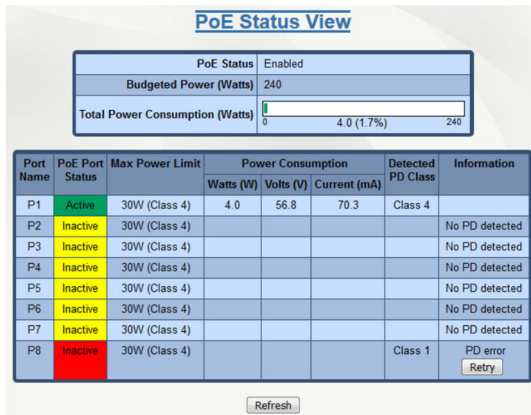 PoE Status View
PoE Status Enabled
Budgeted Power (Watts) 240
Total Power Consumption (Watts) 0 4.0 (1.7%) 240
Port Name PoE Port Status Max Power Limit Power Consumption Detected PD Class Information
Watts (W) Volts (V) Current (mA)
P1 Active 30W (Class 4) 4.0 56.8 70.3 Class 4
P2 Inactive 30W (Class 4) No PD detected
P3 Inactive 30W (Class 4) No PD detected
P4 Inactive 30W (Class 4) No PD detected
P5 Inactive 30W (Class 4) No PD detected
P6 Inactive 30W (Class 4) No PD detected
P7 Inactive 30W (Class 4) No PD detected
P8 Inactive 30W (Class 4) Class 1 PD error
Retry
Refresh